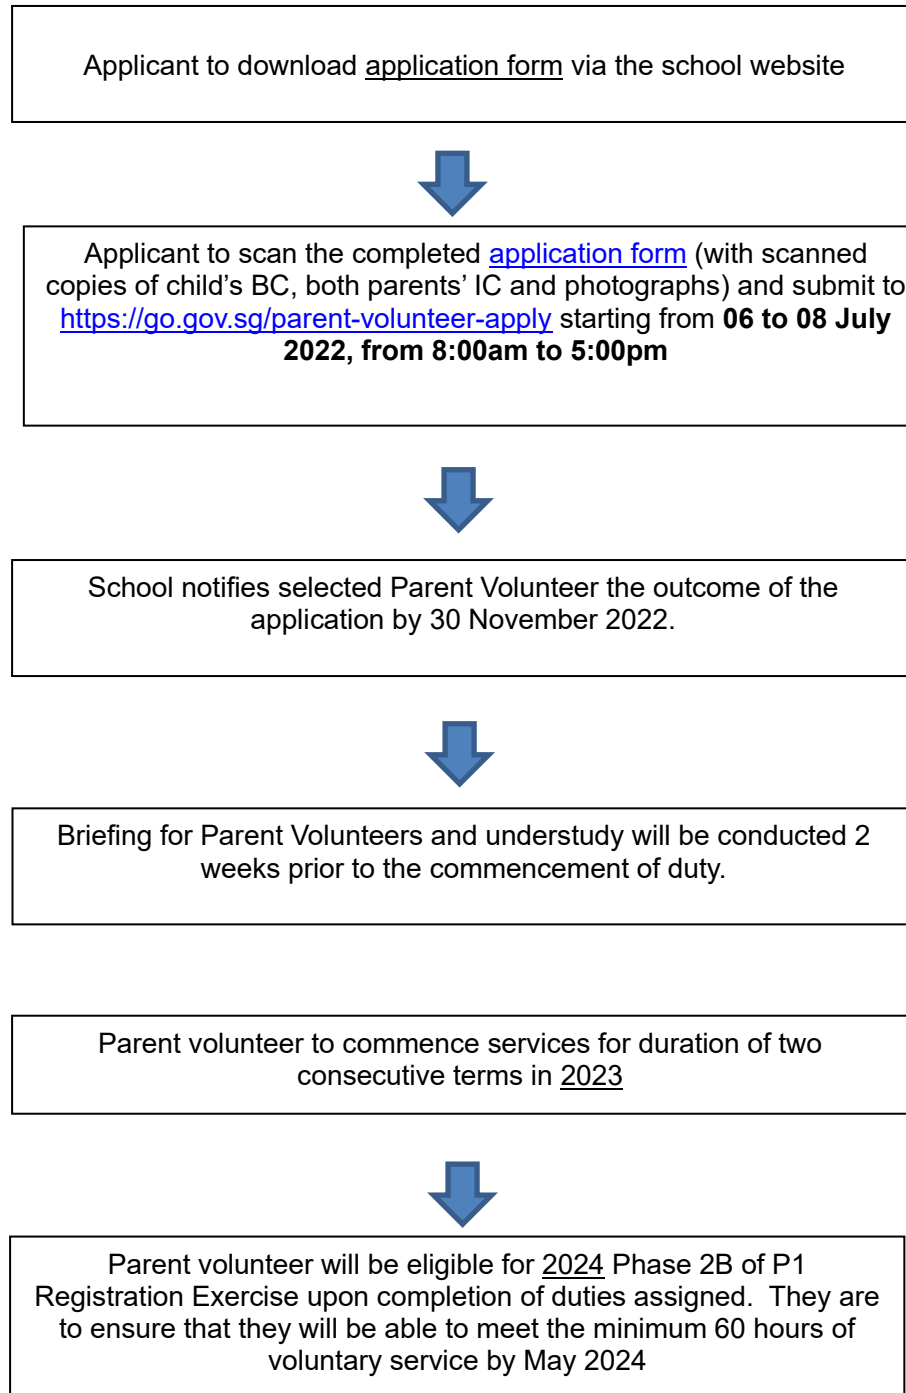 Applicant to download application form via the school website
Applicant to scan the completed application form (with scanned
copies of child's BC, both parents' IC and photographs) and submit to
https://go.gov.sg/parent-volunteer-apply starting from 06 to 08 July
2022, from 8:00am to 5:00pm
School notifies selected Parent Volunteer the outcome of the
application by 30 November 2022.
Briefing for Parent Volunteers and understudy will be conducted 2
weeks prior to the commencement of duty.
Parent volunteer to commence services for duration of two
consecutive terms in 2023
Parent volunteer will be eligible for 2024 Phase 2B of P1
Registration Exercise upon completion of duties assigned.  They are
to ensure that they will be able to meet the minimum 60 hours of
voluntary service by May 2024